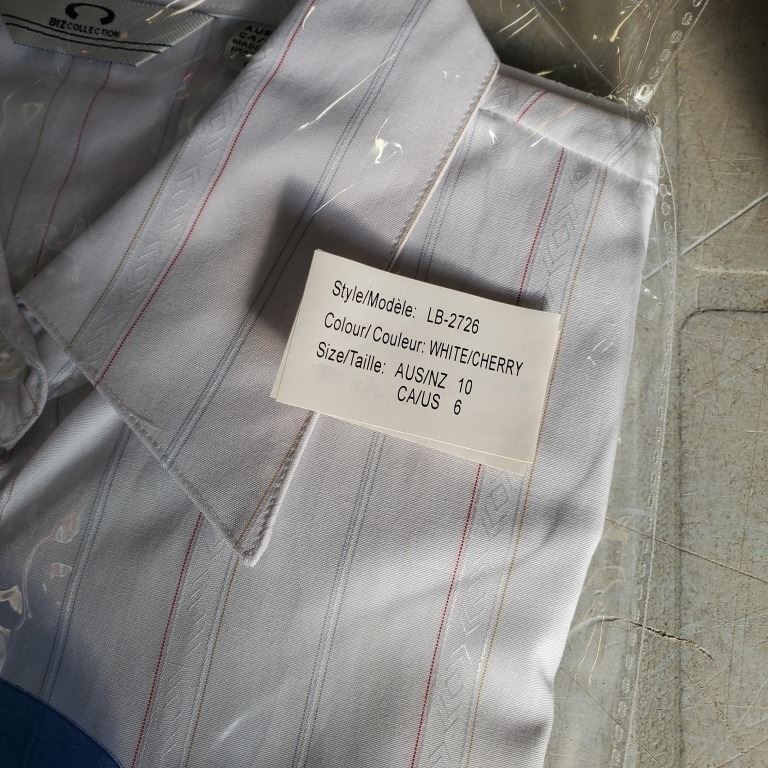 BIZCOLLECTION
Style/Modèle: LB-2726
Colour/Couleur: WHITE/CHERRY
Size/Taille: AUS/NZ 10
CA/US 6